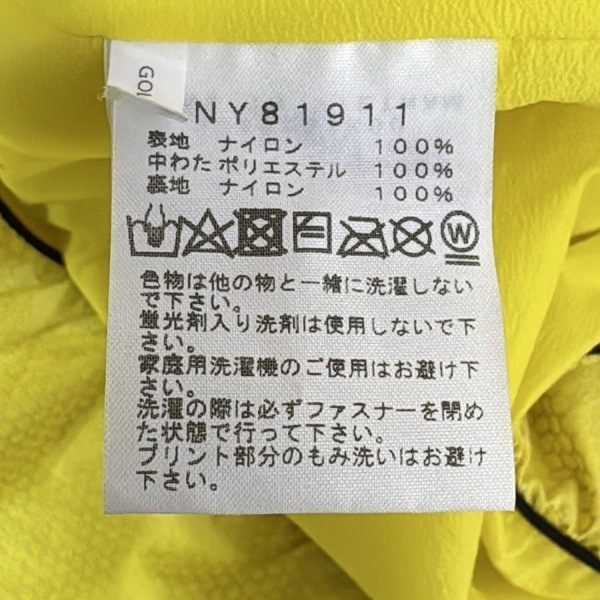 GOL
NY81911
表地 ナイロン 100%
中わた ポリエステル 100%
裏地 ナイロン 100%
W
色物は他の物と一緒に洗濯しない
で下さい。
蛍光剤入り洗剤は使用しないで下
さい。
家庭用洗濯機のご使用はお避け下
さい。
洗濯の際は必ずファスナーを閉め
た状態で行って下さい。
プリント部分のもみ洗いはお避け
下さい。